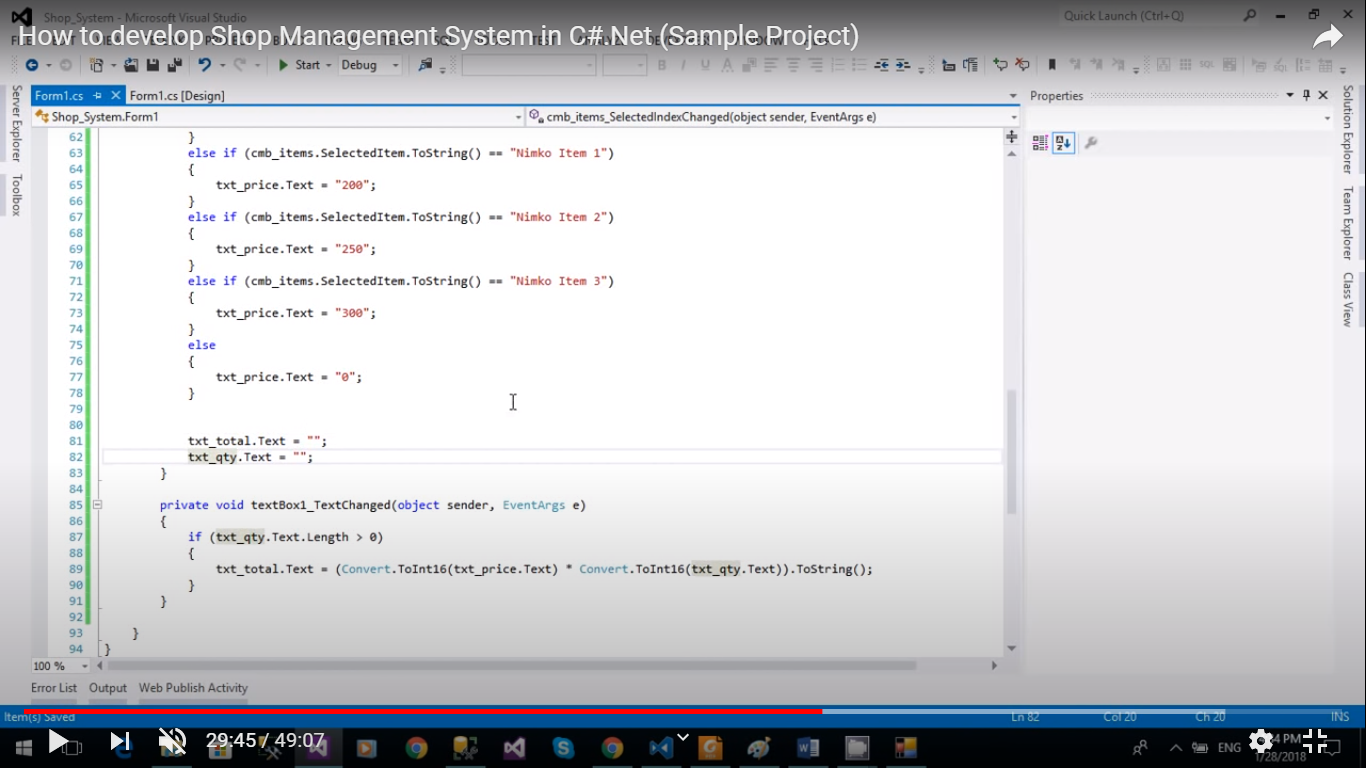 Shop_System - Microsoft Visual Studio
Quick Launch (Ctrl+Q)
How to develop Shop Management System in C# .Net (Sample Project)
Start
Debug
Form1.cs
Form1.cs [Design]
Properties
Shop_System.Form1
cmb_items_SelectedIndexChanged(object sender, EventArgs e)
Server Explorer
Toolbox
Solution Explorer
Team Explorer
Class View
62 }
63 else if (cmb_items.SelectedItem.ToString() == "Nimko Item 1")
64 {
65 txt_price.Text = "200";
66 }
67 else if (cmb_items.SelectedItem.ToString() == "Nimko Item 2")
68 {
69 txt_price.Text = "250";
70 }
71 else if (cmb_items.SelectedItem.ToString() == "Nimko Item 3")
72 {
73 txt_price.Text = "300";
74 }
75 else
76 {
77 txt_price.Text = "0";
78 }
79
80
81 txt_total.Text = "";
82 txt_qty.Text = "";
83 }
84
85 private void textBox1_TextChanged(object sender, EventArgs e)
86 {
87 if (txt_qty.Text.Length > 0)
88 {
89 txt_total.Text = (Convert.ToInt16(txt_price.Text) * Convert.ToInt16(txt_qty.Text)).ToString();
90 }
91 }
92
93 }
94 }
100 %
Error List Output Web Publish Activity
Item(s) Saved
Ln 82 Col 20 Ch 20 INS
29:45 / 49:07
ENG
1/28/2018